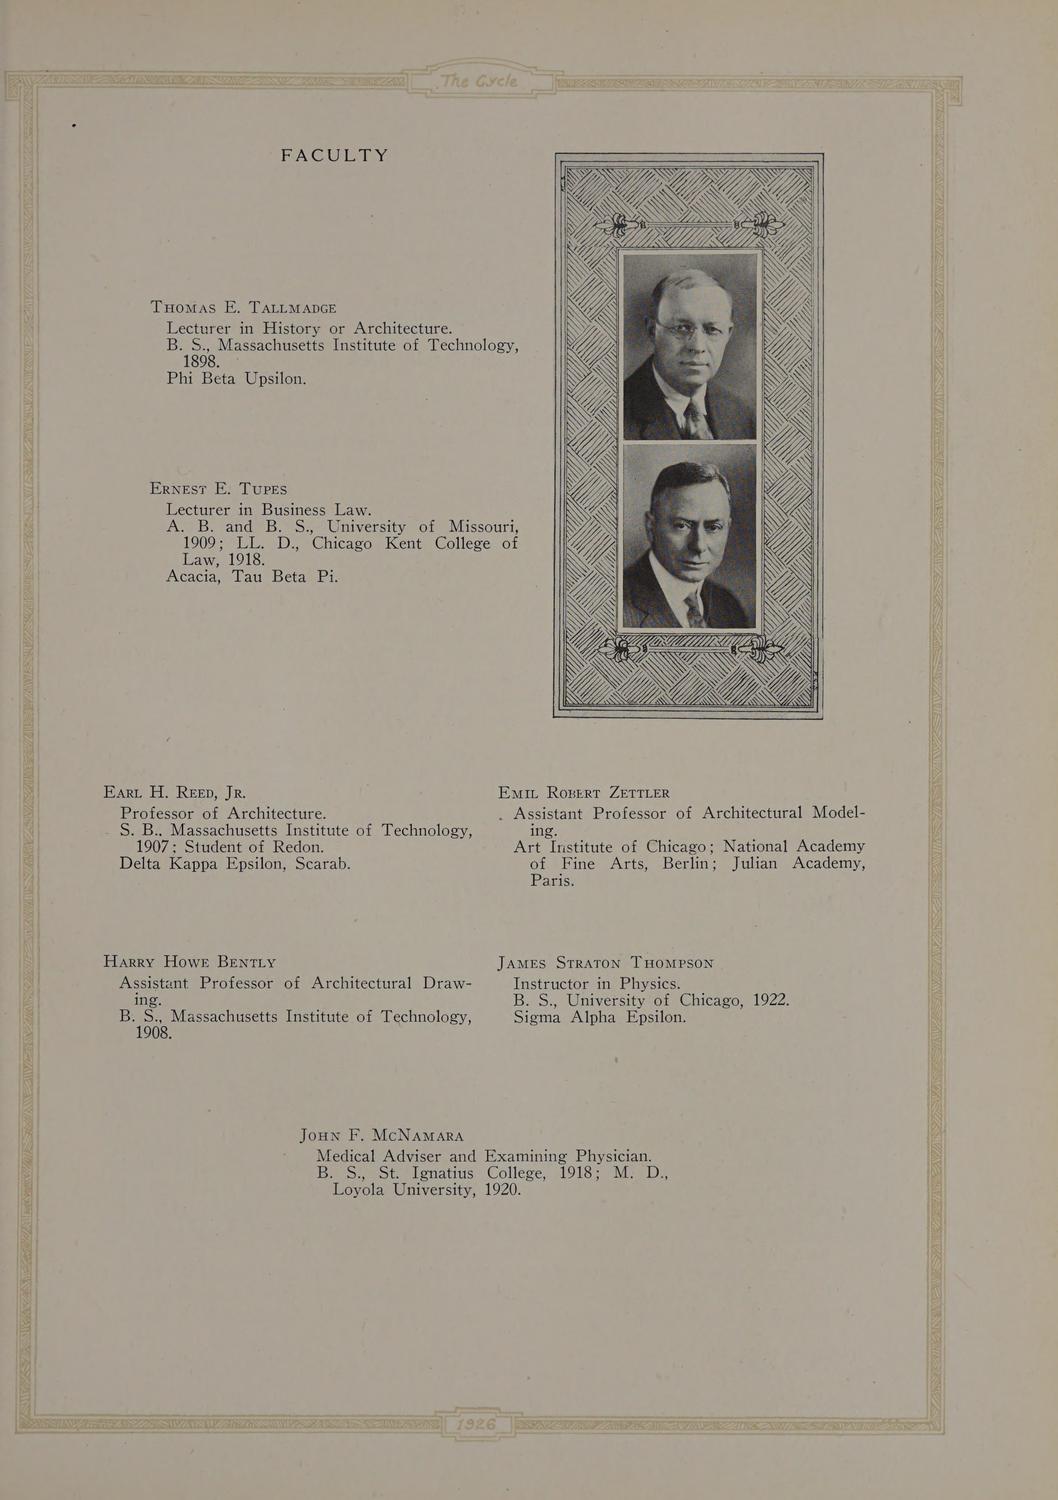 The Cycle
FACULTY
THOMAS E. TALLMADGE
Lecturer in History or Architecture.
B. S., Massachusetts Institute of Technology,
1898.
Phi Beta Upsilon.
ERNEST E. TUPES
Lecturer in Business Law.
A. B. and B. S., University of Missouri,
1909; LL. D., Chicago Kent College of
Law, 1918.
Acacia, Tau Beta Pi.
EARL H. REED, JR.
Professor of Architecture.
S. B., Massachusetts Institute of Technology,
1907; Student of Redon.
Delta Kappa Epsilon, Scarab.
EMIL ROBERT ZETTLER
Assistant Professor of Architectural Model-
ing.
Art Institute of Chicago; National Academy
of Fine Arts, Berlin; Julian Academy,
Paris.
HARRY HOWE BENTLY
Assistant Professor of Architectural Draw-
ing.
B. S., Massachusetts Institute of Technology,
1908.
JAMES STRATON THOMPSON
Instructor in Physics.
B. S., University of Chicago, 1922.
Sigma Alpha Epsilon.
JOHN F. MCNAMARA
Medical Adviser and Examining Physician.
B. S., St. Ignatius College, 1918; M. D.,
Loyola University, 1920.
1926